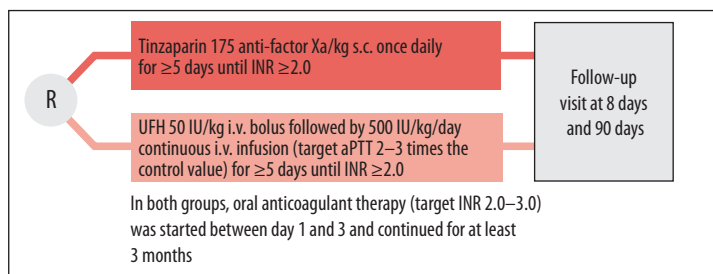 R
Tinzaparin 175 anti-factor Xa/kg s.c. once daily
for ≥5 days until INR ≥2.0
UFH 50 IU/kg i.v. bolus followed by 500 IU/kg/day
continuous i.v. infusion (target aPTT 2–3 times the
control value) for ≥5 days until INR ≥2.0
Follow-up
visit at 8 days
and 90 days
In both groups, oral anticoagulant therapy (target INR 2.0–3.0)
was started between day 1 and 3 and continued for at least
3 months